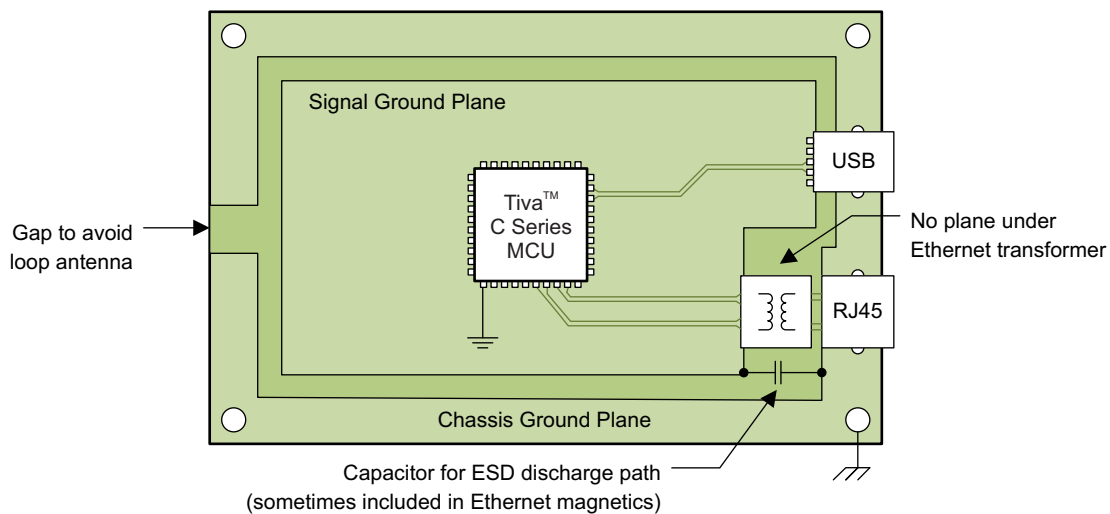 Signal Ground Plane
USB
Tiva™
C Series
MCU
Gap to avoid
loop antenna
No plane under
Ethernet transformer
RJ45
Chassis Ground Plane
Capacitor for ESD discharge path
(sometimes included in Ethernet magnetics)